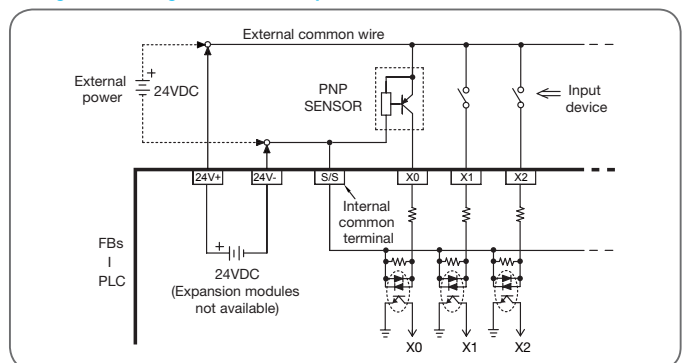 External common wire
External
power
+
24VDC
PNP
SENSOR
Input
device
24V+
24V-
S/S
X0
X1
X2
Internal
common
terminal
FBs
I
PLC
+
24VDC
(Expansion modules
not available)
X0
X1
X2